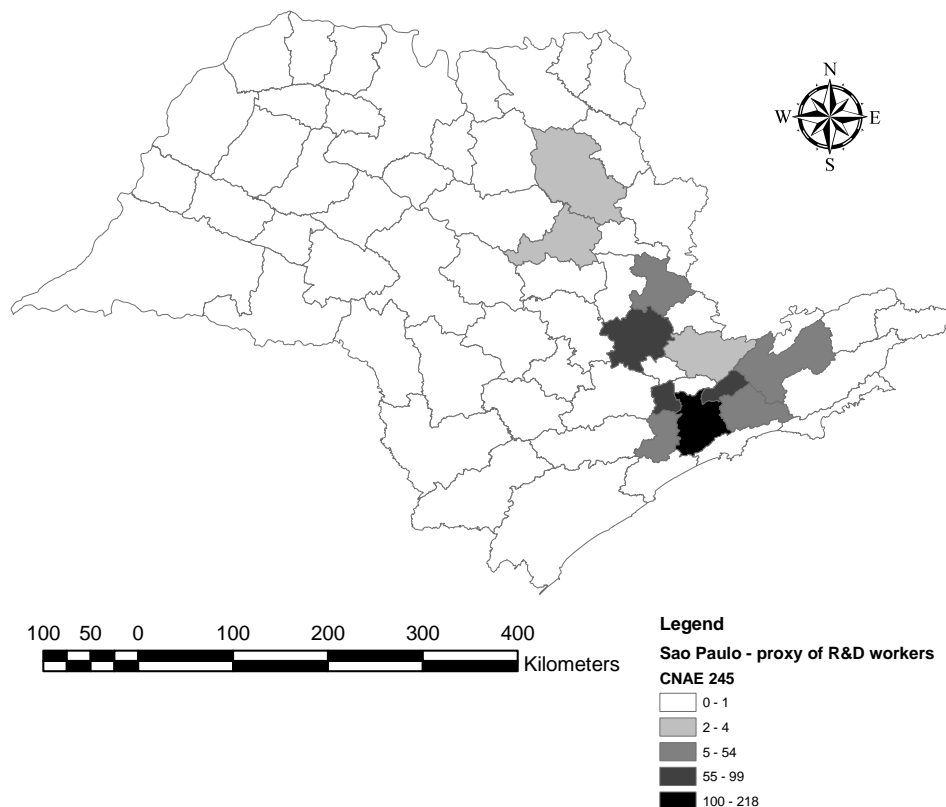 N
W E
S
100 50 0 100 200 300 400
Kilometers
Legend
Sao Paulo - proxy of R&D workers
CNAE 245
0 - 1
2 - 4
5 - 54
55 - 99
100 - 218